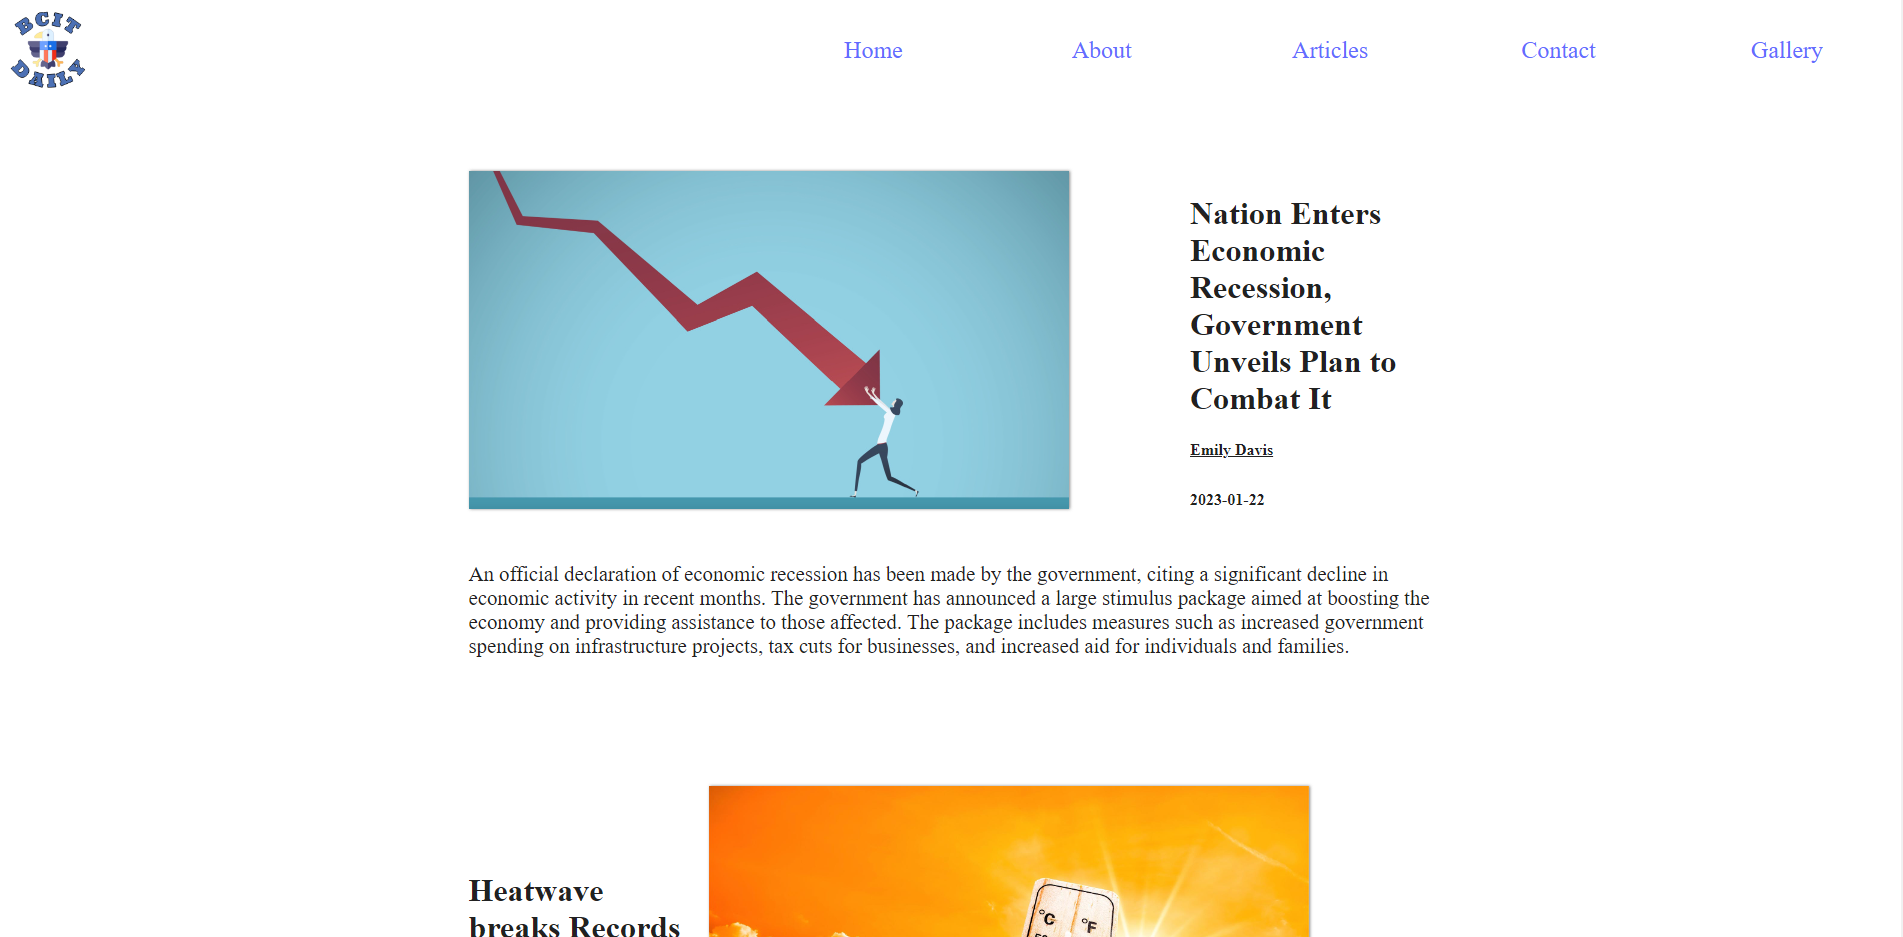 BCIT
DAILY
Home
About
Articles
Contact
Gallery
Nation Enters
Economic
Recession,
Government
Unveils Plan to
Combat It
Emily Davis
2023-01-22
An official declaration of economic recession has been made by the government, citing a significant decline in
economic activity in recent months. The government has announced a large stimulus package aimed at boosting the
economy and providing assistance to those affected. The package includes measures such as increased government
spending on infrastructure projects, tax cuts for businesses, and increased aid for individuals and families.
Heatwave
breaks Records
°C
°F